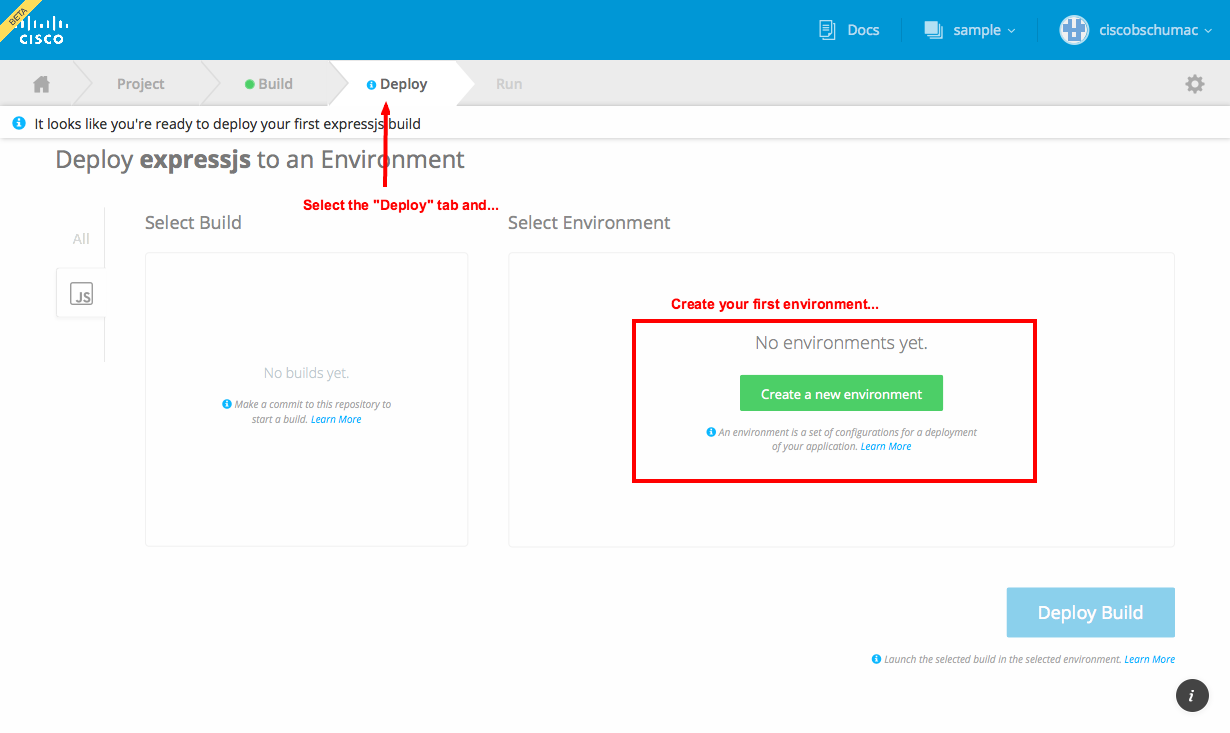 BETA
CISCO
Docs
sample
ciscobschumac
Project
Build
Deploy
Run
It looks like you're ready to deploy your first expressjs build
Deploy expressjs to an Environment
Select the "Deploy" tab and...
Select Build
Select Environment
All
JS
Create your first environment...
No environments yet.
No builds yet.
Create a new environment
Make a commit to this repository to
start a build. Learn More
An environment is a set of configurations for a deployment
of your application. Learn More
Deploy Build
Launch the selected build in the selected environment. Learn More
i